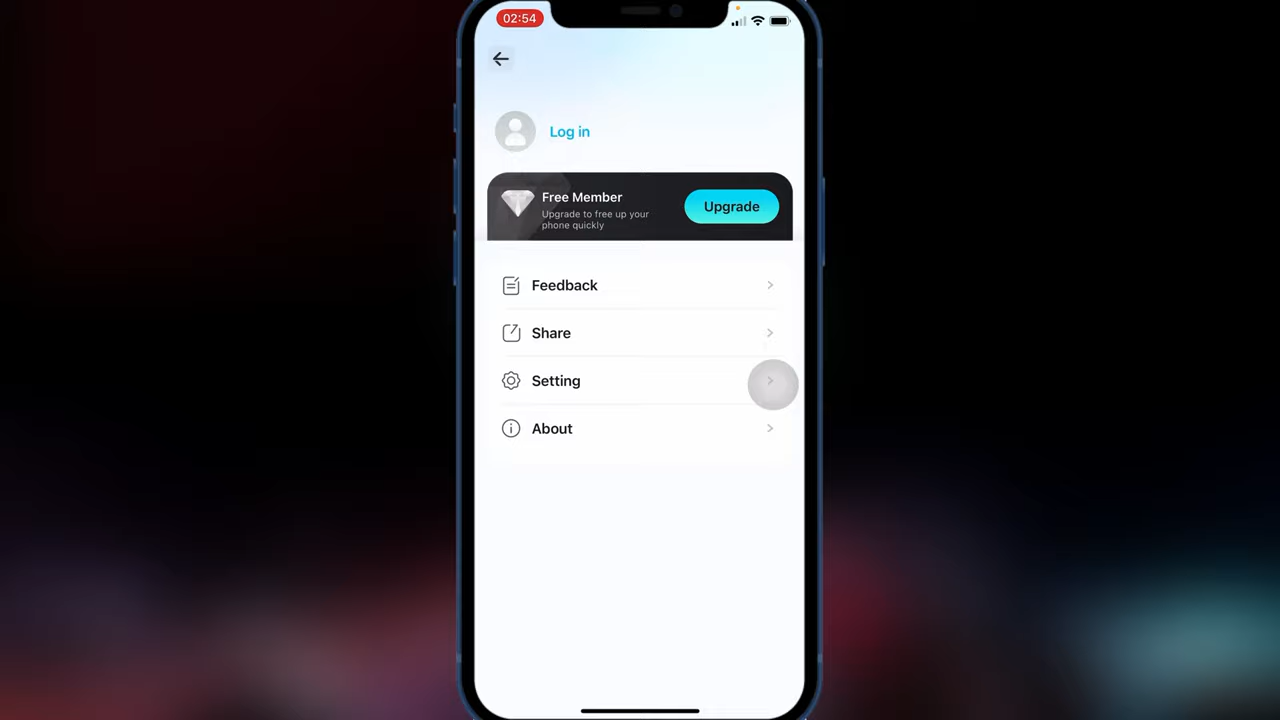 02:54
Log in
Free Member
Upgrade to free up your
phone quickly
Upgrade
Feedback
Share
Setting
About